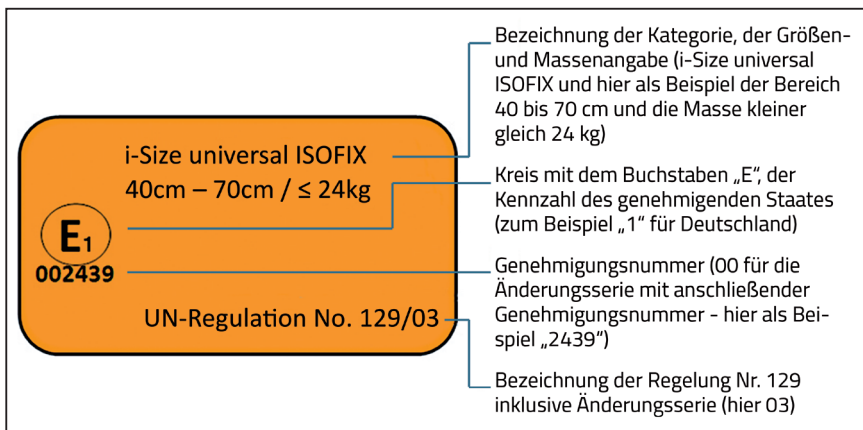 i-Size universal ISOFIX
40cm – 70cm / ≤ 24kg
E1
002439
UN-Regulation No. 129/03
Bezeichnung der Kategorie, der Größen-
und Massenangabe (i-Size universal
ISOFIX und hier als Beispiel der Bereich
40 bis 70 cm und die Masse kleiner
gleich 24 kg)
Kreis mit dem Buchstaben „E“, der
Kennzahl des genehmigenden Staates
(zum Beispiel „1“ für Deutschland)
Genehmigungsnummer (00 für die
Änderungsserie mit anschließender
Genehmigungsnummer - hier als Bei-
spiel „2439“)
Bezeichnung der Regelung Nr. 129
inklusive Änderungsserie (hier 03)